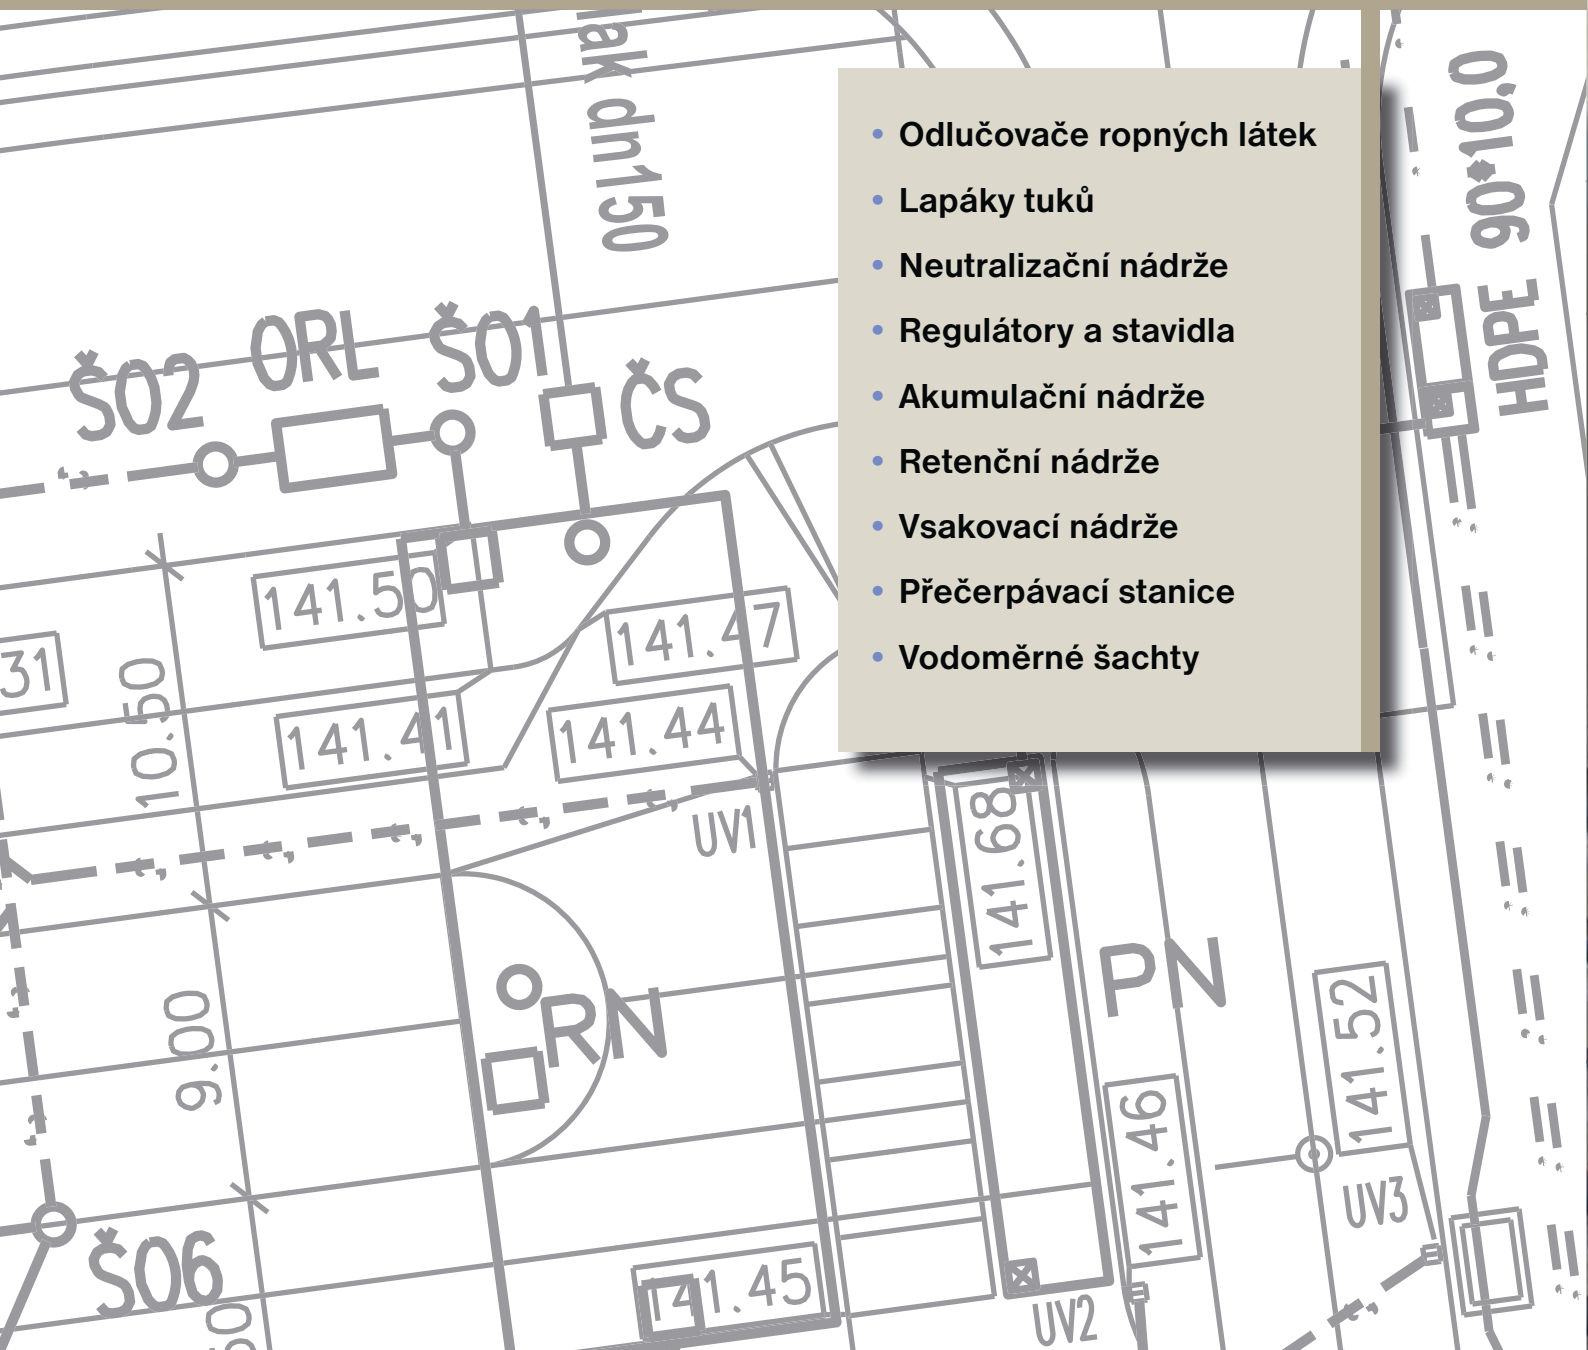 dn150
Odlučovače ropných látek
Lapáky tuků
Neutralizační nádrže
Regulátory a stavidla
Akumulační nádrže
Retenční nádrže
Vsakovací nádrže
Přečerpávací stanice
Vodoměrné šachty
HDPE 90*10,0
ŠO2
ORL
ŠO1
ČS
141.50
141.47
31
10.50
141.41
141.44
UV1
141.68
PN
RN
9.00
141.52
141.46
UV3
ŠO6
141.45
UV2